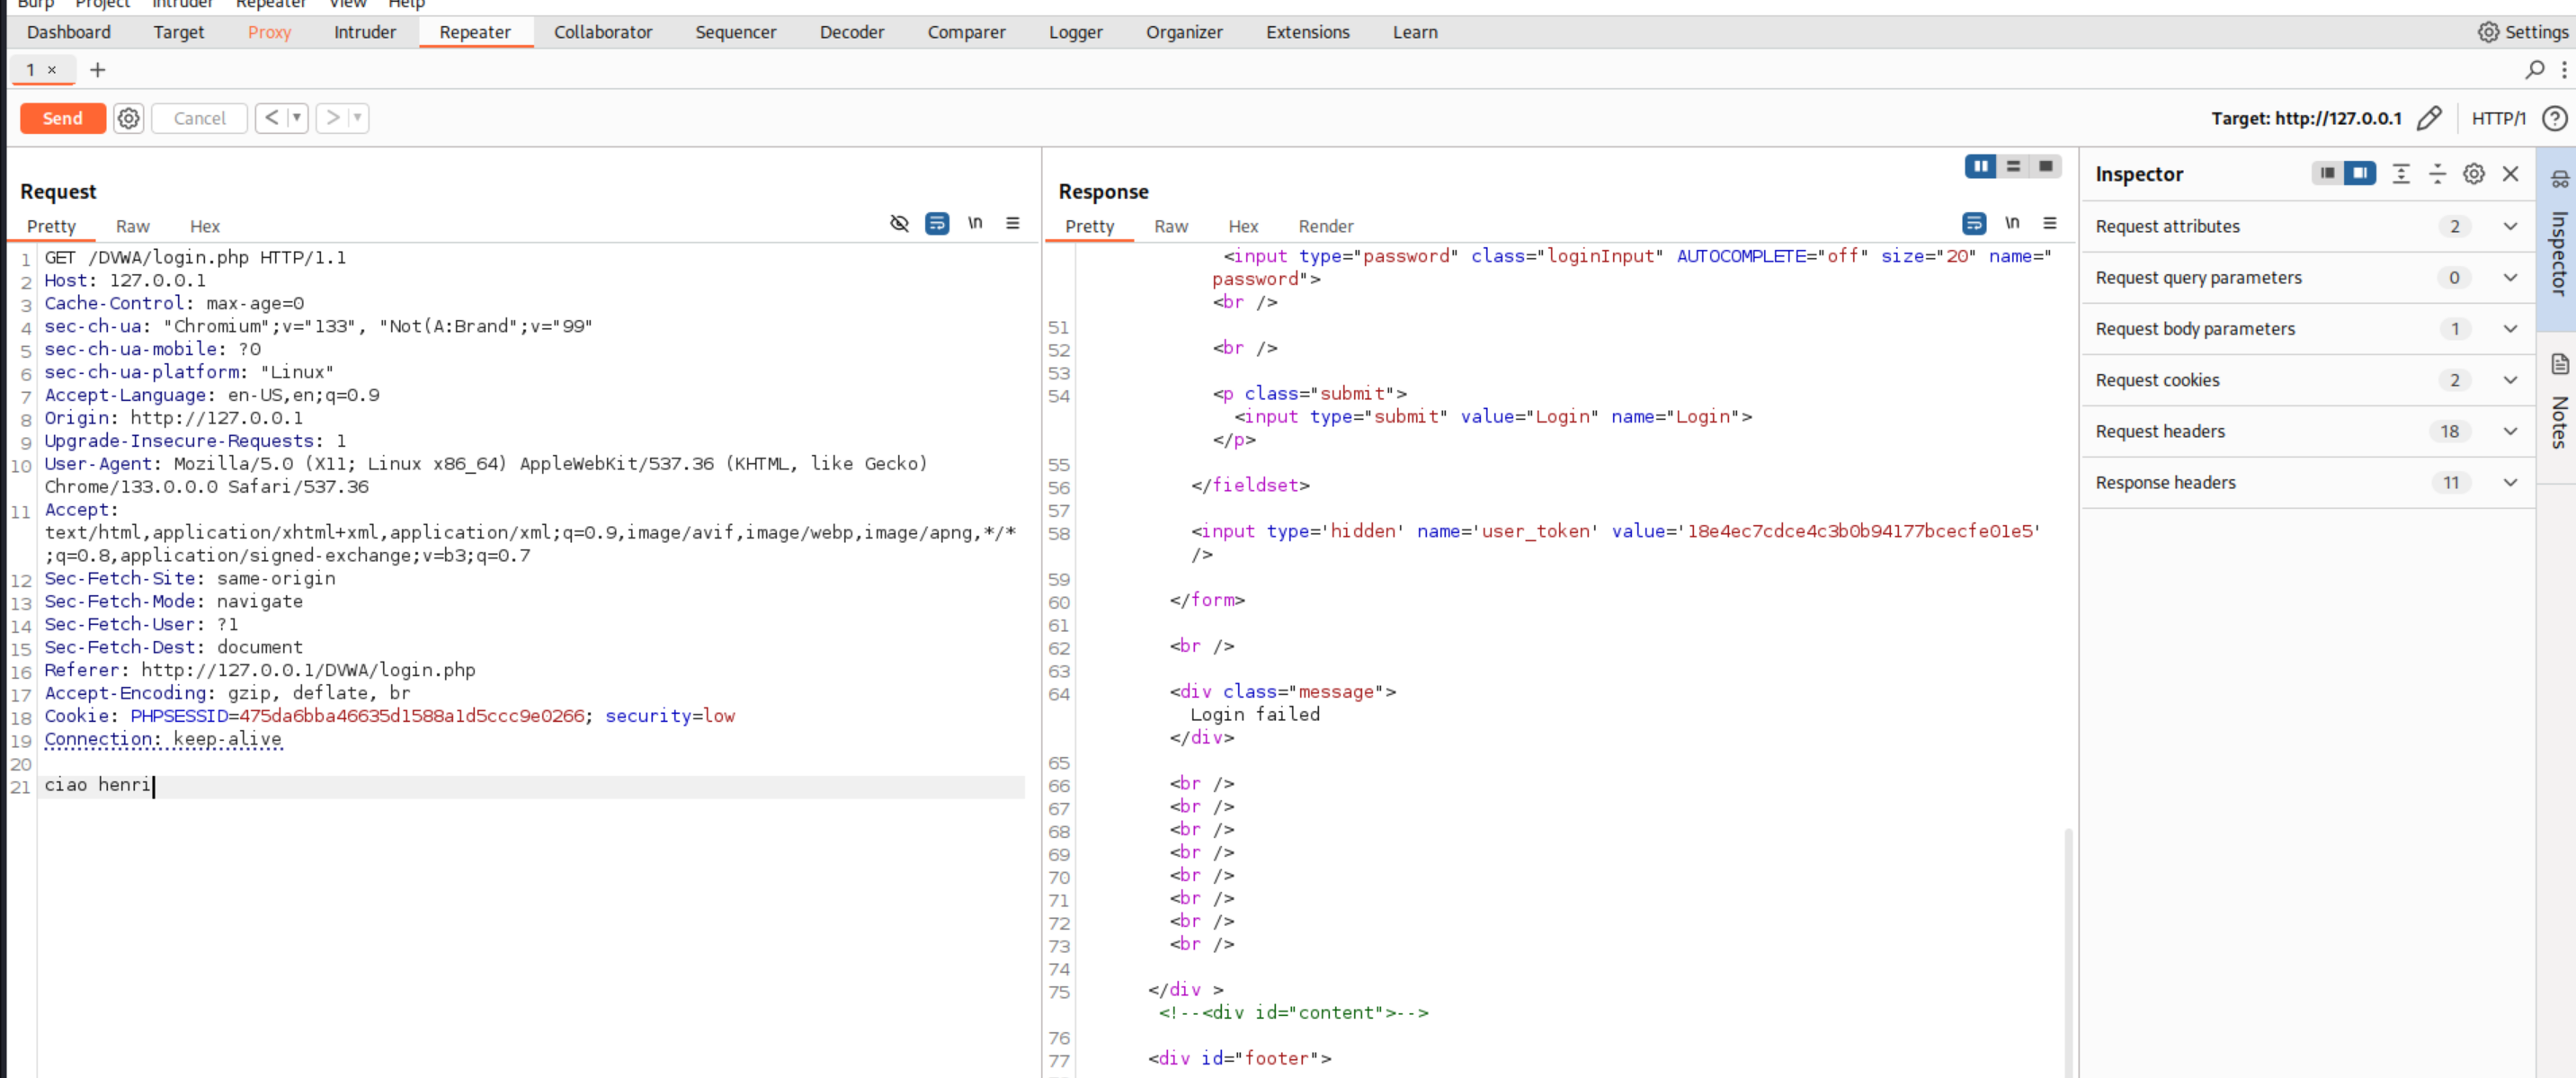 Burp Project Intruder Repeater View Help
Dashboard Target Proxy Intruder Repeater Collaborator Sequencer Decoder Comparer Logger Organizer Extensions Learn Settings
1 × +
Send Cancel < > Target: http://127.0.0.1 HTTP/1
Request
Pretty Raw Hex \n
1 GET /DVWA/login.php HTTP/1.1
2 Host: 127.0.0.1
3 Cache-Control: max-age=0
4 sec-ch-ua: "Chromium";v="133", "Not(A:Brand";v="99"
5 sec-ch-ua-mobile: ?0
6 sec-ch-ua-platform: "Linux"
7 Accept-Language: en-US,en;q=0.9
8 Origin: http://127.0.0.1
9 Upgrade-Insecure-Requests: 1
10 User-Agent: Mozilla/5.0 (X11; Linux x86_64) AppleWebKit/537.36 (KHTML, like Gecko)
Chrome/133.0.0.0 Safari/537.36
11 Accept:
text/html,application/xhtml+xml,application/xml;q=0.9,image/avif,image/webp,image/apng,*/*
;q=0.8,application/signed-exchange;v=b3;q=0.7
12 Sec-Fetch-Site: same-origin
13 Sec-Fetch-Mode: navigate
14 Sec-Fetch-User: ?1
15 Sec-Fetch-Dest: document
16 Referer: http://127.0.0.1/DVWA/login.php
17 Accept-Encoding: gzip, deflate, br
18 Cookie: PHPSESSID=475da6bba46635d1588a1d5ccc9e0266; security=low
19 Connection: keep-alive
20
21 ciao henri
Response
Pretty Raw Hex Render \n
<input type="password" class="loginInput" AUTOCOMPLETE="off" size="20" name="
password">
<br />
51
52 <br />
53
54 <p class="submit">
<input type="submit" value="Login" name="Login">
</p>
55
56 </fieldset>
57
58 <input type='hidden' name='user_token' value='18e4ec7cdce4c3b0b94177bcecfe01e5'
/>
59
60 </form>
61
62 <br />
63
64 <div class="message">
Login failed
</div>
65
66 <br />
67 <br />
68 <br />
69 <br />
70 <br />
71 <br />
72 <br />
73 <br />
74
75 </div >
<!--<div id="content">-->
76
77 <div id="footer">
Inspector
Request attributes 2
Request query parameters 0
Request body parameters 1
Request cookies 2
Request headers 18
Response headers 11
Inspector
Notes